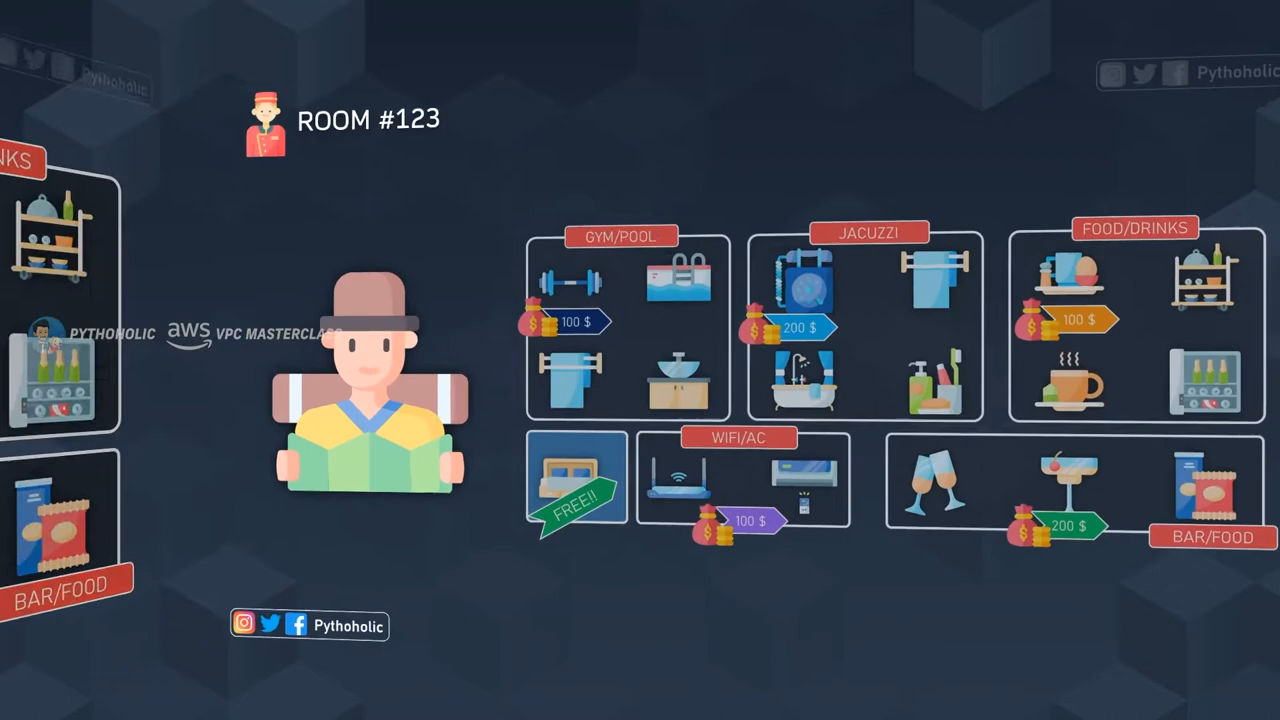 Pythoholic
Pythoholic
ROOM #123
NKS
GYM/POOL
JACUZZI
FOOD/DRINKS
100 $
200 $
100 $
PYTHOHOLIC aws VPC MASTERCLASS
WIFI/AC
FREE!!
100 $
200 $
BAR/FOOD
BAR/FOOD
Pythoholic